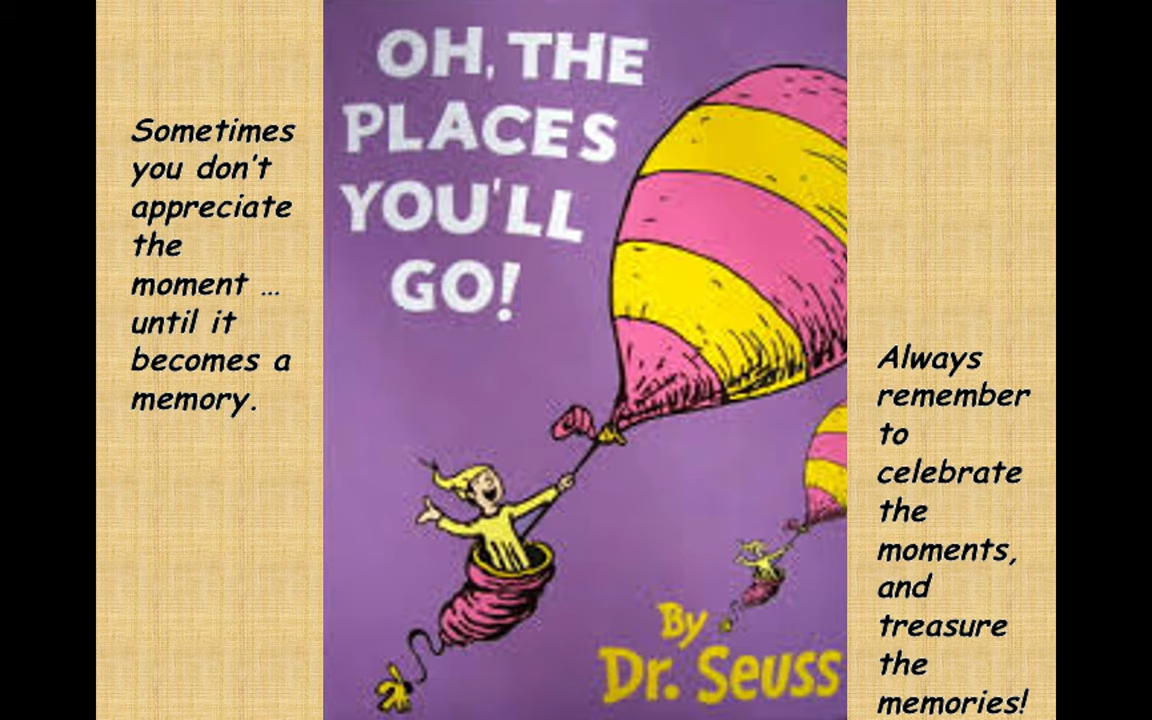 Sometimes
you don't
appreciate
the
moment ...
until it
becomes a
memory.
OH, THE
PLACES
YOU'LL
GO!
By
Dr. Seuss
Always
remember
to
celebrate
the
moments,
and
treasure
the
memories!